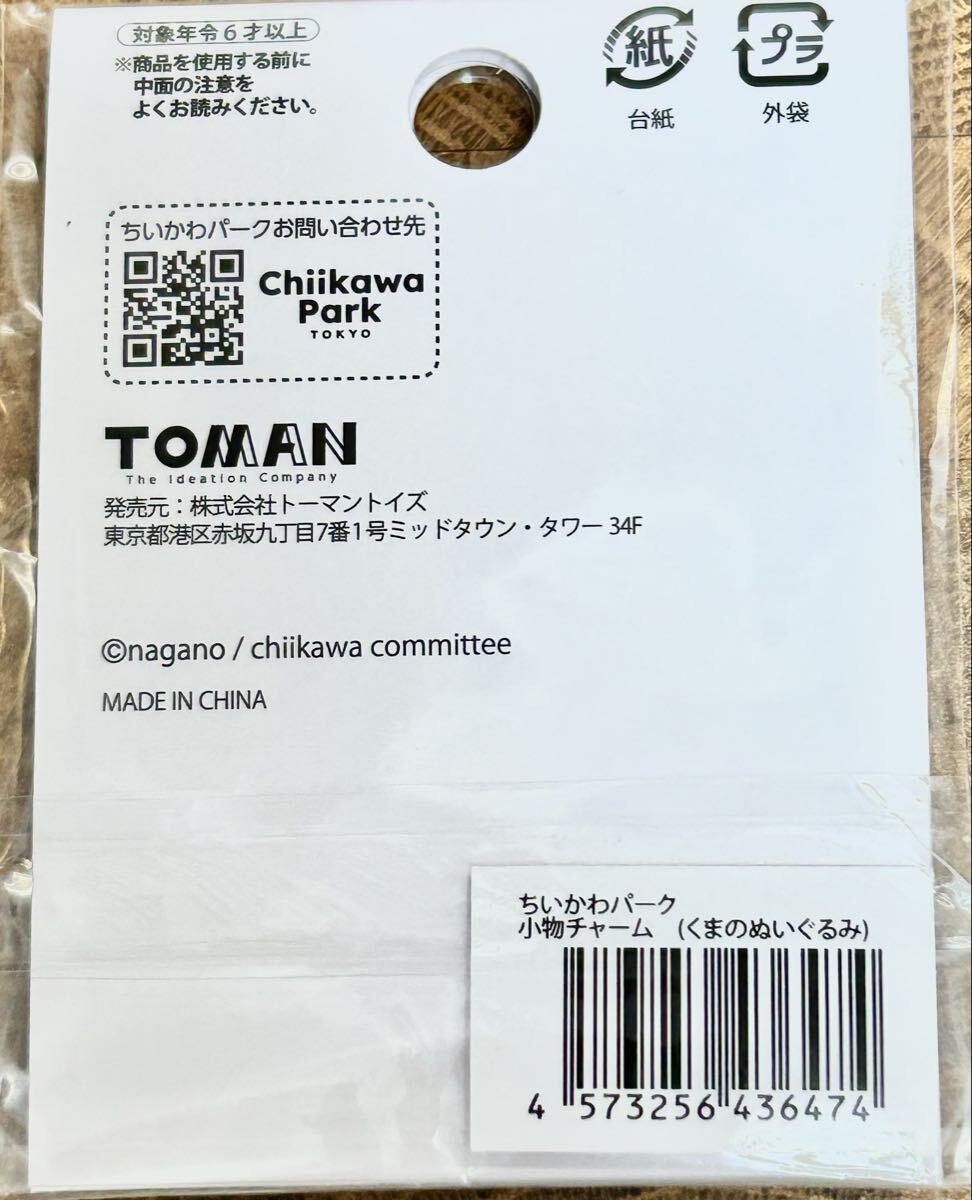 対象年令6才以上
※商品を使用する前に
中面の注意を
よくお読みください。
紙
台紙
プラ
外袋
ちいかわパークお問い合わせ先
Chiikawa
Park
TOKYO
TOMAN
The Ideation Company
発売元：株式会社トーマントイズ
東京都港区赤坂九丁目7番1号ミッドタウン・タワー 34F
©nagano / chiikawa committee
MADE IN CHINA
ちいかわパーク
小物チャーム　(くまのぬいぐるみ)
4 573256 436474